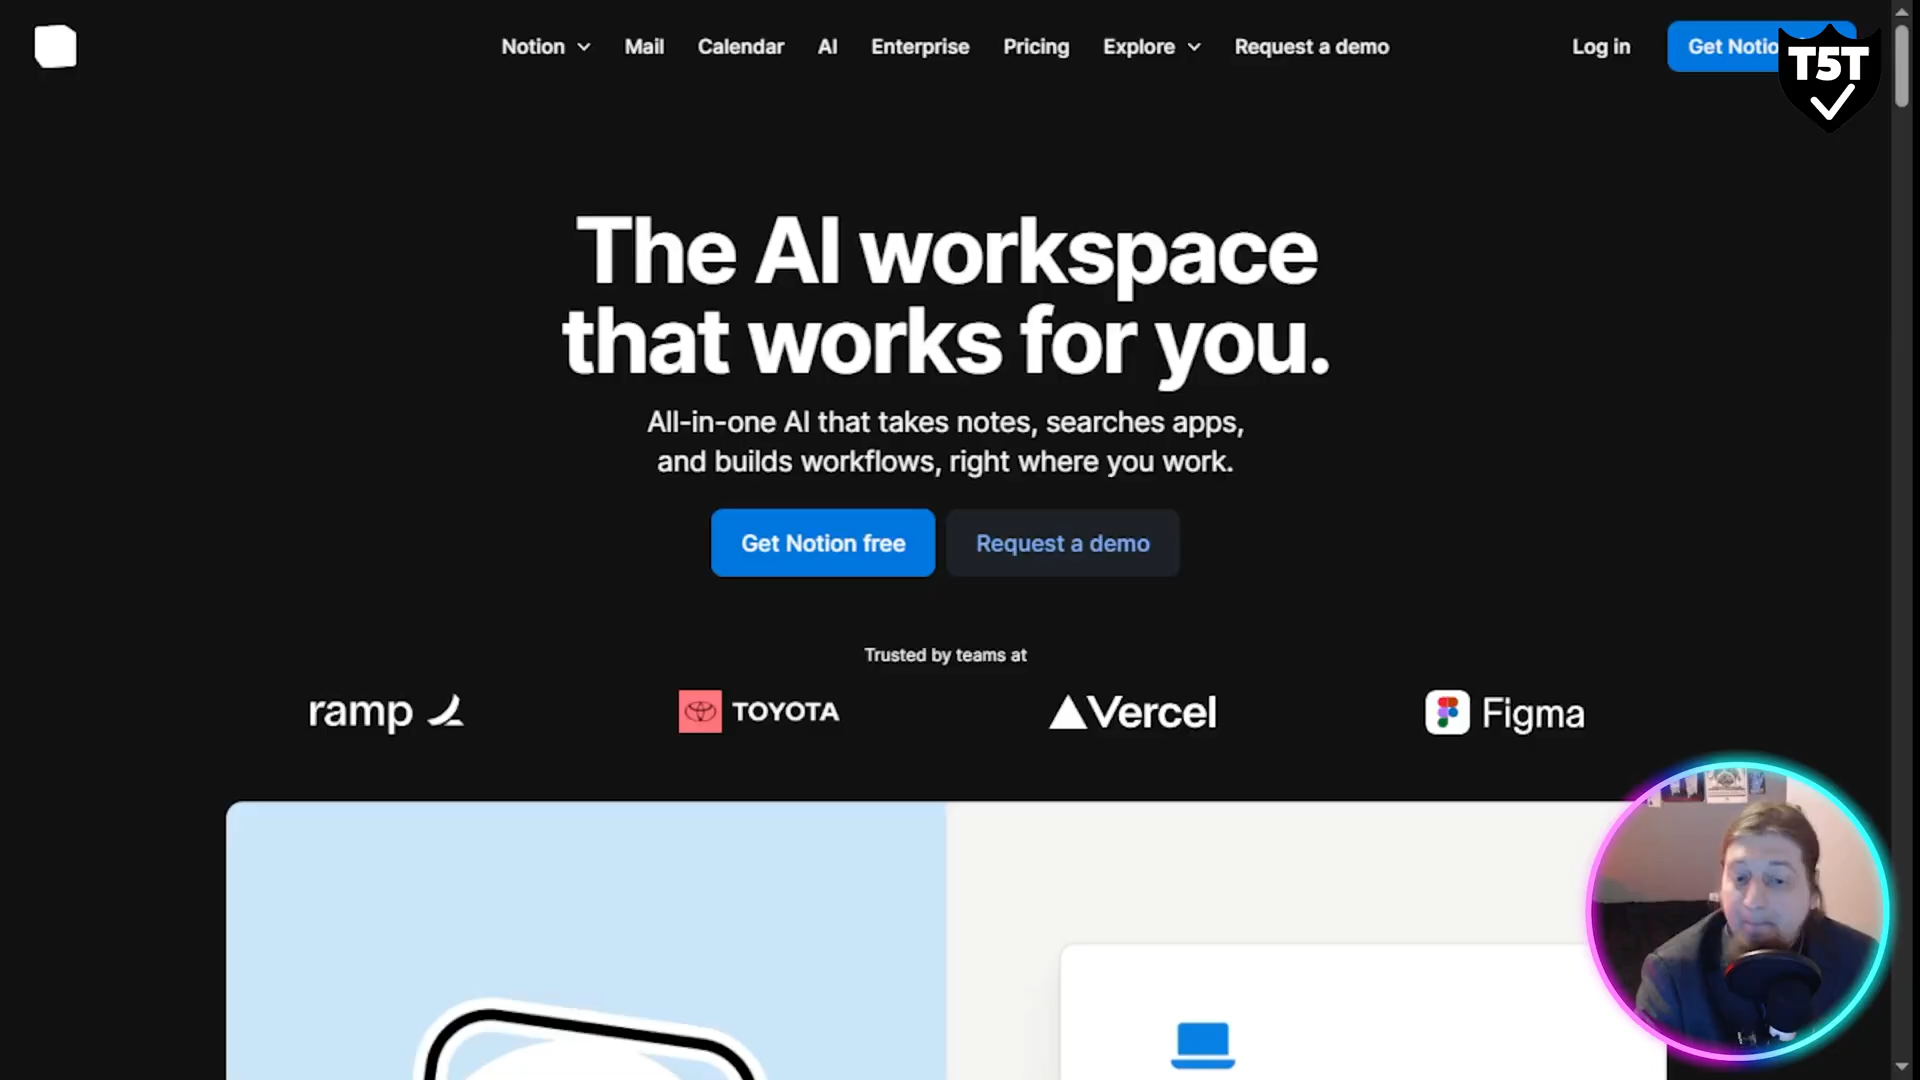 Notion
Mail
Calendar
AI
Enterprise
Pricing
Explore
Request a demo
Log in
Get Notio
T5T
The AI workspace
that works for you.
All-in-one AI that takes notes, searches apps,
and builds workflows, right where you work.
Get Notion free
Request a demo
Trusted by teams at
ramp
TOYOTA
Vercel
Figma